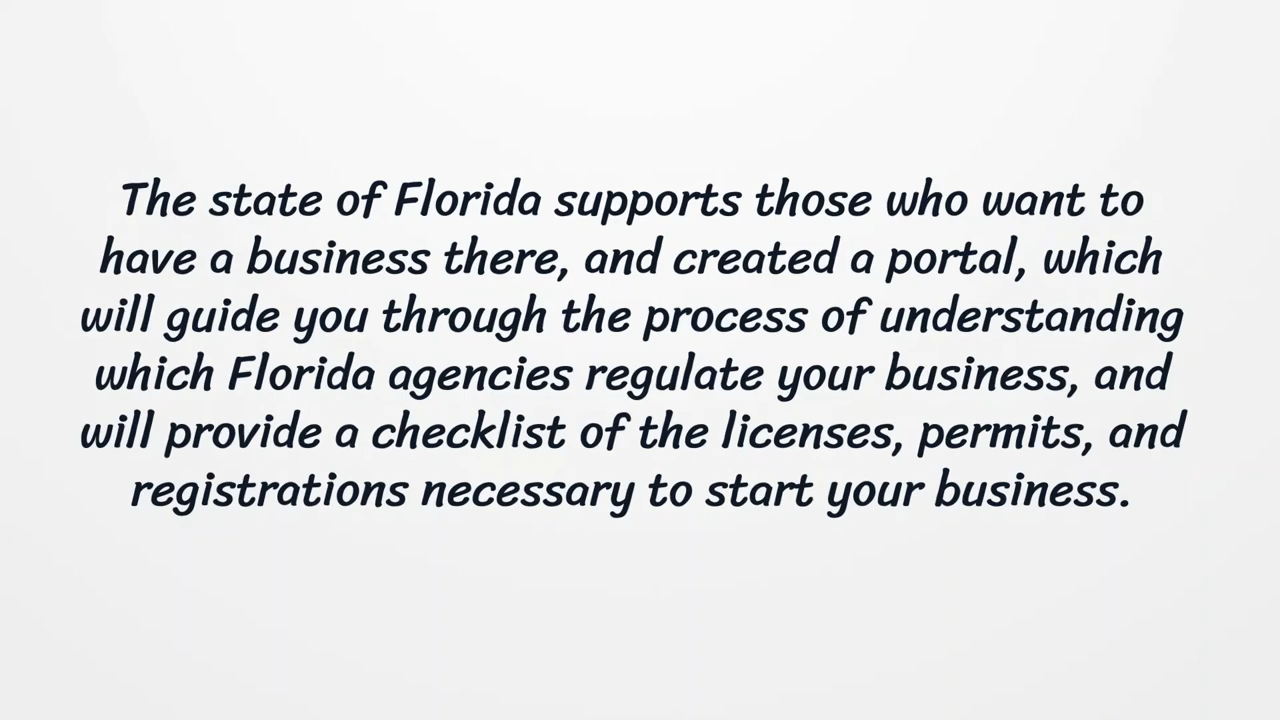 The state of Florida supports those who want to
have a business there, and created a portal, which
will guide you through the process of understanding
which Florida agencies regulate your business, and
will provide a checklist of the licenses, permits, and
registrations necessary to start your business.